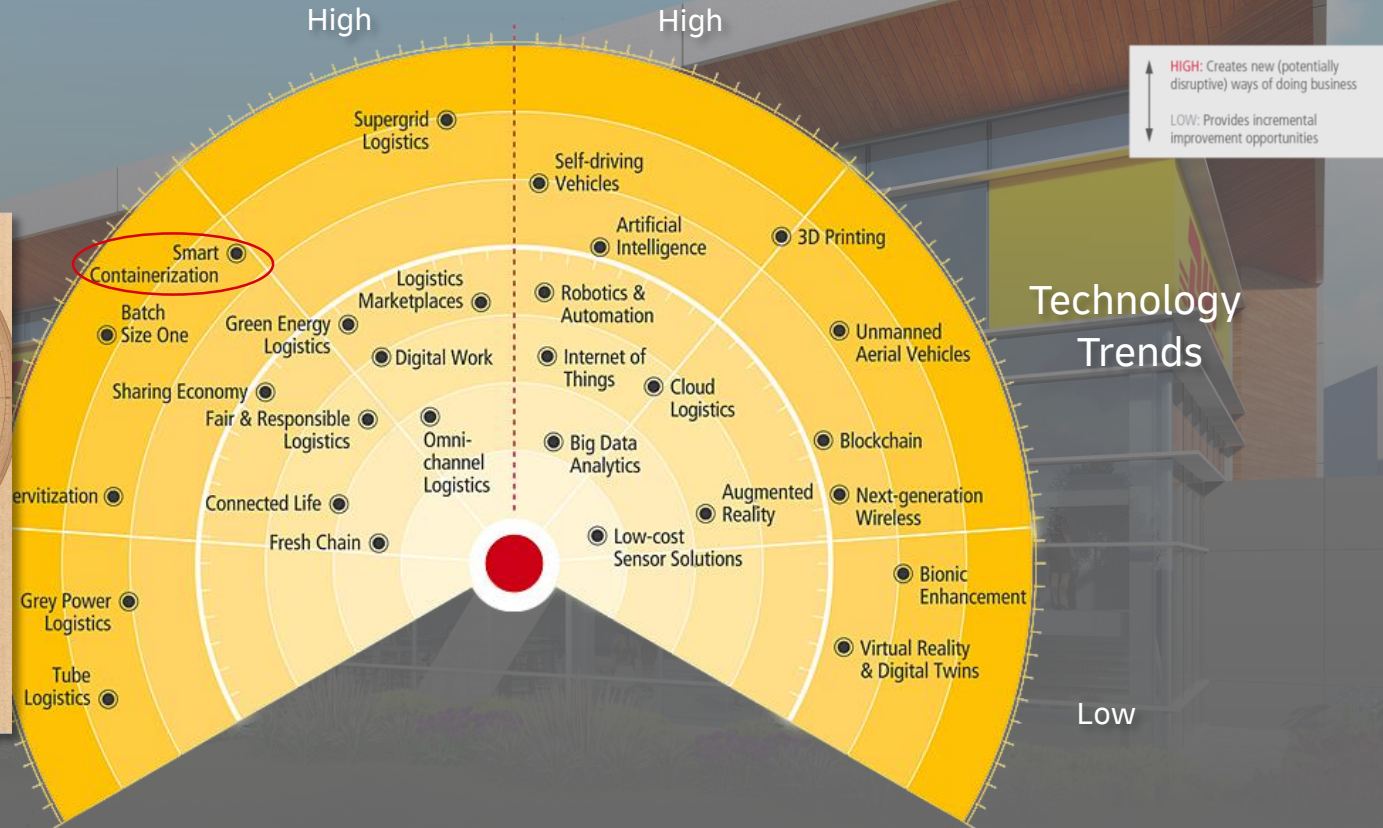 High
High
HIGH: Creates new (potentially
disruptive) ways of doing business
LOW: Provides incremental
improvement opportunities
Supergrid
Logistics
Self-driving
Vehicles
Artificial
Intelligence
3D Printing
Smart
Containerization
Logistics
Marketplaces
Robotics &
Automation
Technology
Trends
Batch
Size One
Green Energy
Logistics
Unmanned
Aerial Vehicles
Digital Work
Internet of
Things
Cloud
Logistics
Sharing Economy
Fair & Responsible
Logistics
Omni-
channel
Logistics
Big Data
Analytics
Blockchain
ervitization
Connected Life
Augmented
Reality
Next-generation
Wireless
Fresh Chain
Low-cost
Sensor Solutions
Bionic
Enhancement
Grey Power
Logistics
Virtual Reality
& Digital Twins
Tube
Logistics
Low